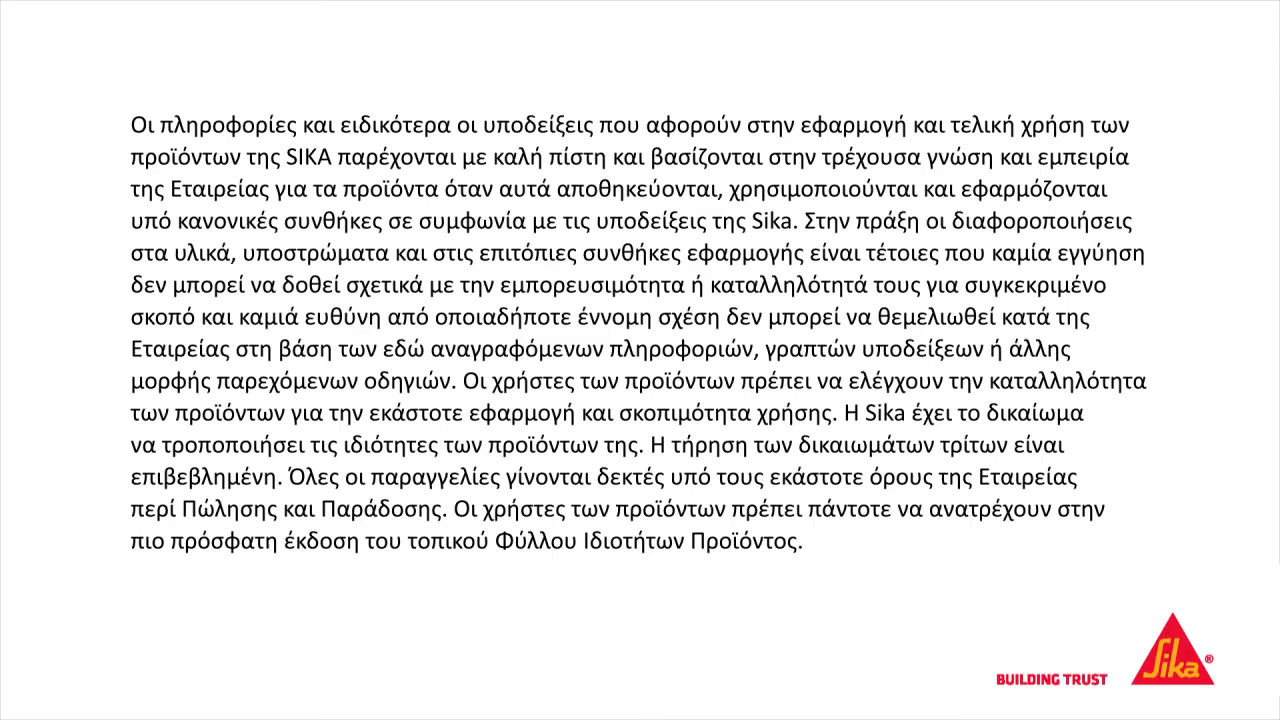 Οι πληροφορίες και ειδικότερα οι υποδείξεις που αφορούν στην εφαρμογή και τελική χρήση των
προϊόντων της SIKA παρέχονται με καλή πίστη και βασίζονται στην τρέχουσα γνώση και εμπειρία
της Εταιρείας για τα προϊόντα όταν αυτά αποθηκεύονται, χρησιμοποιούνται και εφαρμόζονται
υπό κανονικές συνθήκες σε συμφωνία με τις υποδείξεις της Sika. Στην πράξη οι διαφοροποιήσεις
στα υλικά, υποστρώματα και στις επιτόπιες συνθήκες εφαρμογής είναι τέτοιες που καμία εγγύηση
δεν μπορεί να δοθεί σχετικά με την εμπορευσιμότητα ή καταλληλότητά τους για συγκεκριμένο
σκοπό και καμιά ευθύνη από οποιαδήποτε έννομη σχέση δεν μπορεί να θεμελιωθεί κατά της
Εταιρείας στη βάση των εδώ αναγραφόμενων πληροφοριών, γραπτών υποδείξεων ή άλλης
μορφής παρεχόμενων οδηγιών. Οι χρήστες των προϊόντων πρέπει να ελέγχουν την καταλληλότητα
των προϊόντων για την εκάστοτε εφαρμογή και σκοπιμότητα χρήσης. Η Sika έχει το δικαίωμα
να τροποποιήσει τις ιδιότητες των προϊόντων της. Η τήρηση των δικαιωμάτων τρίτων είναι
επιβεβλημένη. Όλες οι παραγγελίες γίνονται δεκτές υπό τους εκάστοτε όρους της Εταιρείας
περί Πώλησης και Παράδοσης. Οι χρήστες των προϊόντων πρέπει πάντοτε να ανατρέχουν στην
πιο πρόσφατη έκδοση του τοπικού Φύλλου Ιδιοτήτων Προϊόντος.
BUILDING TRUST
Sika®